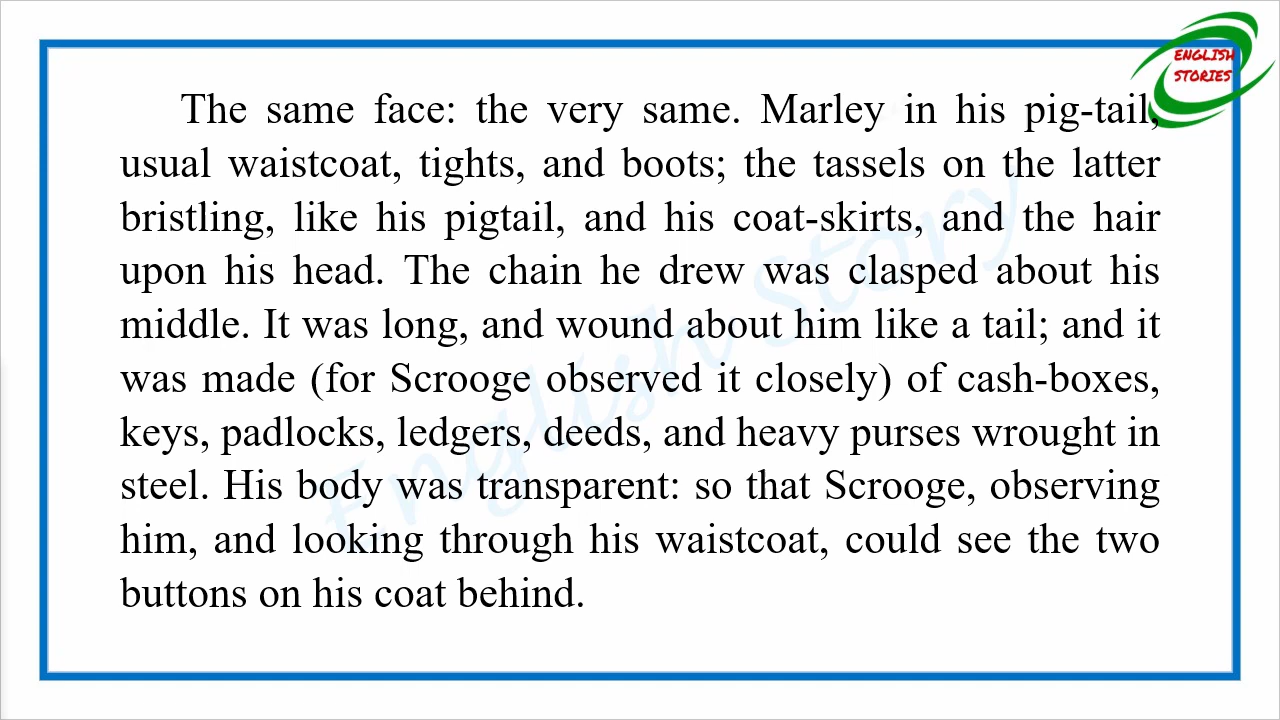 ENGLISH
STORIES
The same face: the very same. Marley in his pig-tail,
usual waistcoat, tights, and boots; the tassels on the latter
bristling, like his pigtail, and his coat-skirts, and the hair
upon his head. The chain he drew was clasped about his
middle. It was long, and wound about him like a tail; and it
was made (for Scrooge observed it closely) of cash-boxes,
keys, padlocks, ledgers, deeds, and heavy purses wrought in
steel. His body was transparent: so that Scrooge, observing
him, and looking through his waistcoat, could see the two
buttons on his coat behind.
English Story